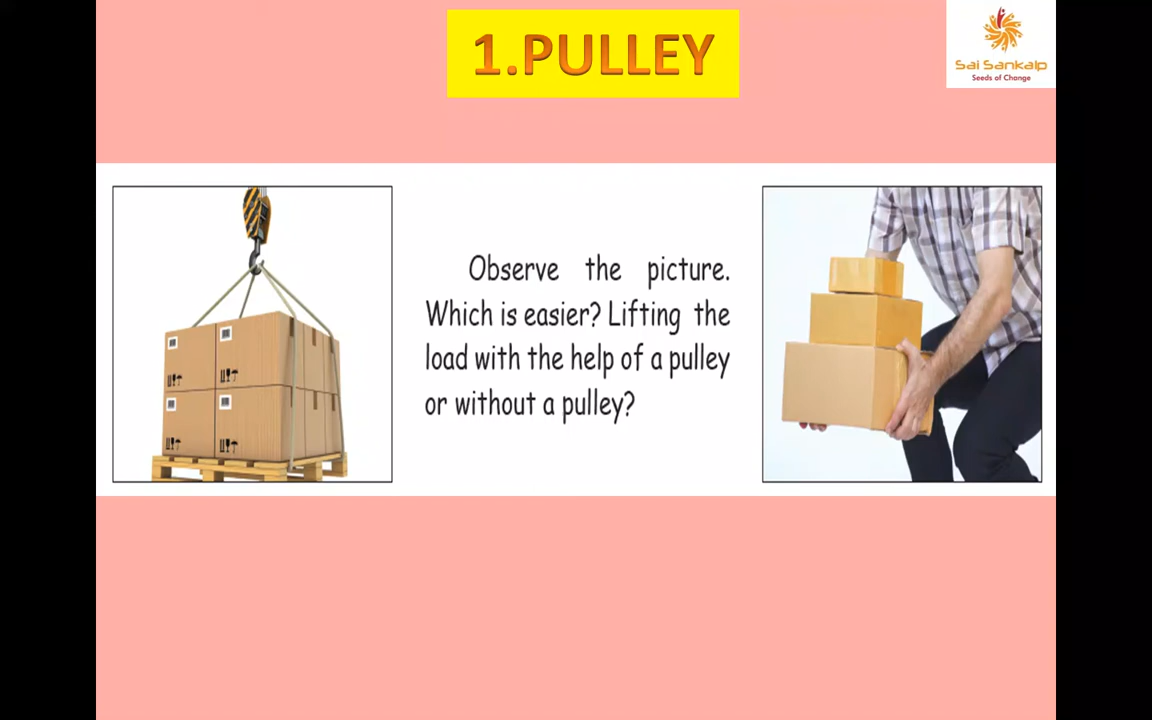 1.PULLEY
Sai Sankalp
Seeds of Change
Observe the picture.
Which is easier? Lifting the
load with the help of a pulley
or without a pulley?